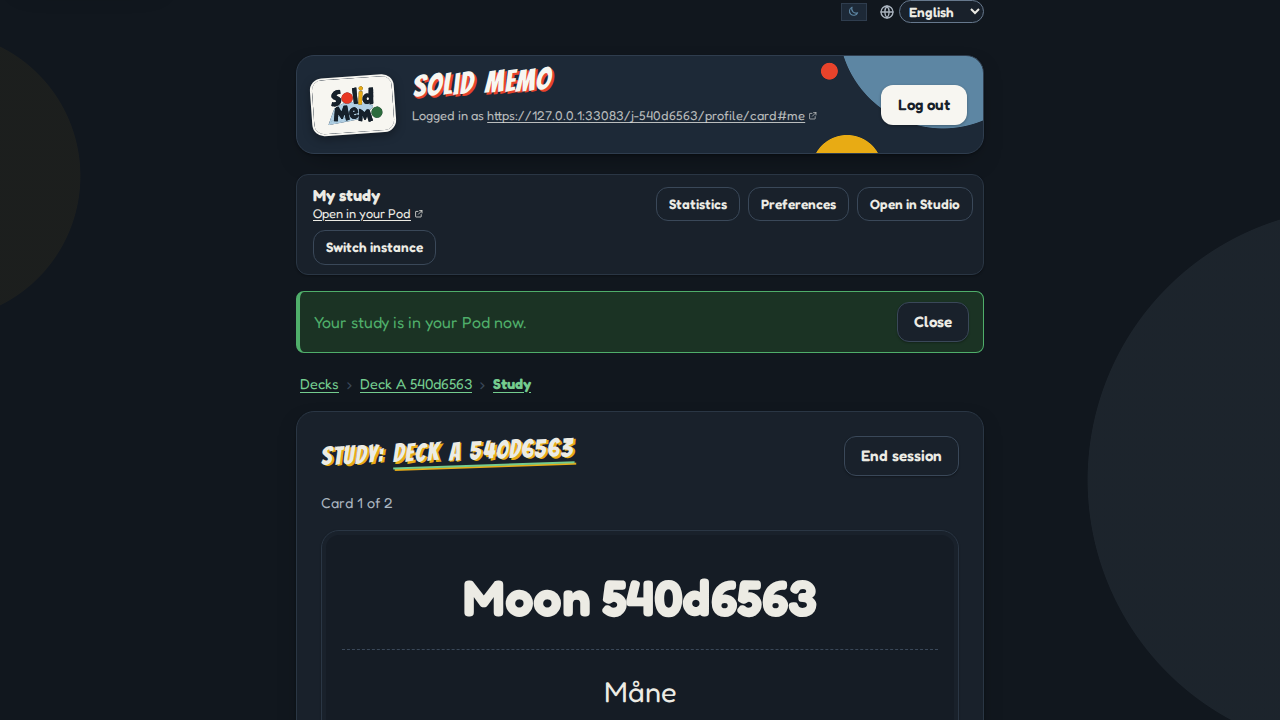 English
Solid
Memo
SOLID MEMO
Logged in as https://127.0.0.1:33083/j-540d6563/profile/card#me
Log out
My study
Open in your Pod
Statistics
Preferences
Open in Studio
Switch instance
Your study is in your Pod now.
Close
Decks › Deck A 540d6563 › Study
STUDY: DECK A 540D6563
End session
Card 1 of 2
Moon 540d6563
Måne